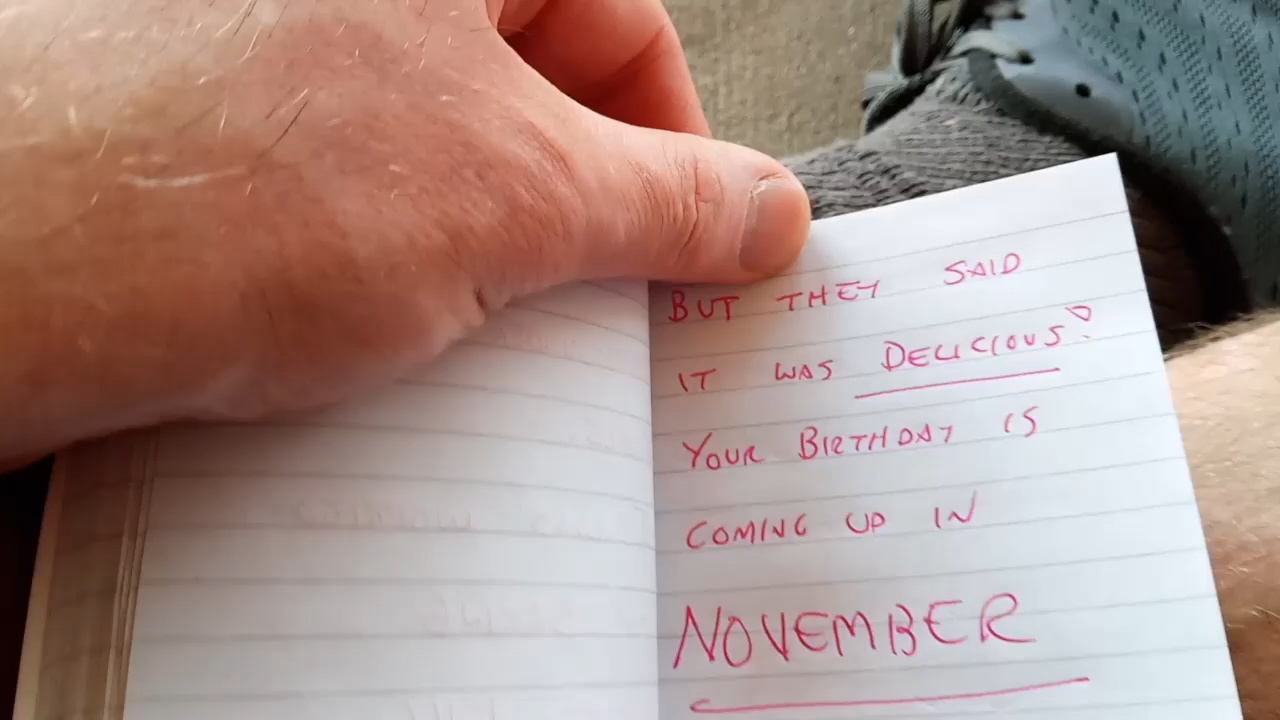 BUT THEY SAID
IT WAS DELICIOUS!
YOUR BIRTHDAY IS
COMING UP IN
NOVEMBER